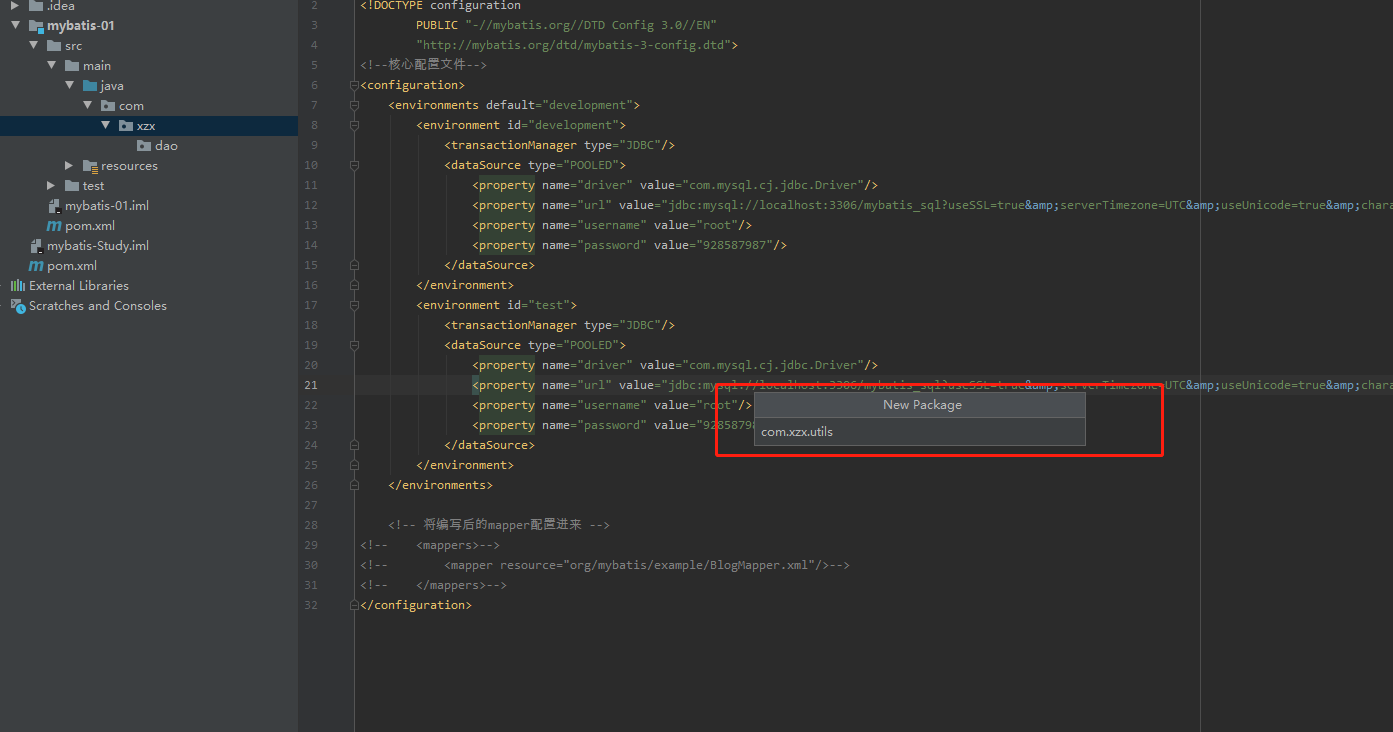 .idea
mybatis-01
src
main
java
com
xzx
dao
resources
test
mybatis-01.iml
pom.xml
mybatis-Study.iml
pom.xml
External Libraries
Scratches and Consoles
2 <!DOCTYPE configuration
3 PUBLIC "-//mybatis.org//DTD Config 3.0//EN"
4 "http://mybatis.org/dtd/mybatis-3-config.dtd">
5 <!--核心配置文件-->
6 <configuration>
7 <environments default="development">
8 <environment id="development">
9 <transactionManager type="JDBC"/>
10 <dataSource type="POOLED">
11 <property name="driver" value="com.mysql.cj.jdbc.Driver"/>
12 <property name="url" value="jdbc:mysql://localhost:3306/mybatis_sql?useSSL=true&amp;serverTimezone=UTC&amp;useUnicode=true&amp;chara
13 <property name="username" value="root"/>
14 <property name="password" value="928587987"/>
15 </dataSource>
16 </environment>
17 <environment id="test">
18 <transactionManager type="JDBC"/>
19 <dataSource type="POOLED">
20 <property name="driver" value="com.mysql.cj.jdbc.Driver"/>
21 <property name="url" value="jdbc:mysql://localhost:3306/mybatis_sql?useSSL=true&amp;serverTimezone=UTC&amp;useUnicode=true&amp;chara
22 <property name="username" value="root"/>
23 <property name="password" value="9285879
24 </dataSource>
25 </environment>
26 </environments>
27
28 <!-- 将编写后的mapper配置进来 -->
29 <!-- <mappers>-->
30 <!-- <mapper resource="org/mybatis/example/BlogMapper.xml"/>-->
31 <!-- </mappers>-->
32 </configuration>
New Package
com.xzx.utils